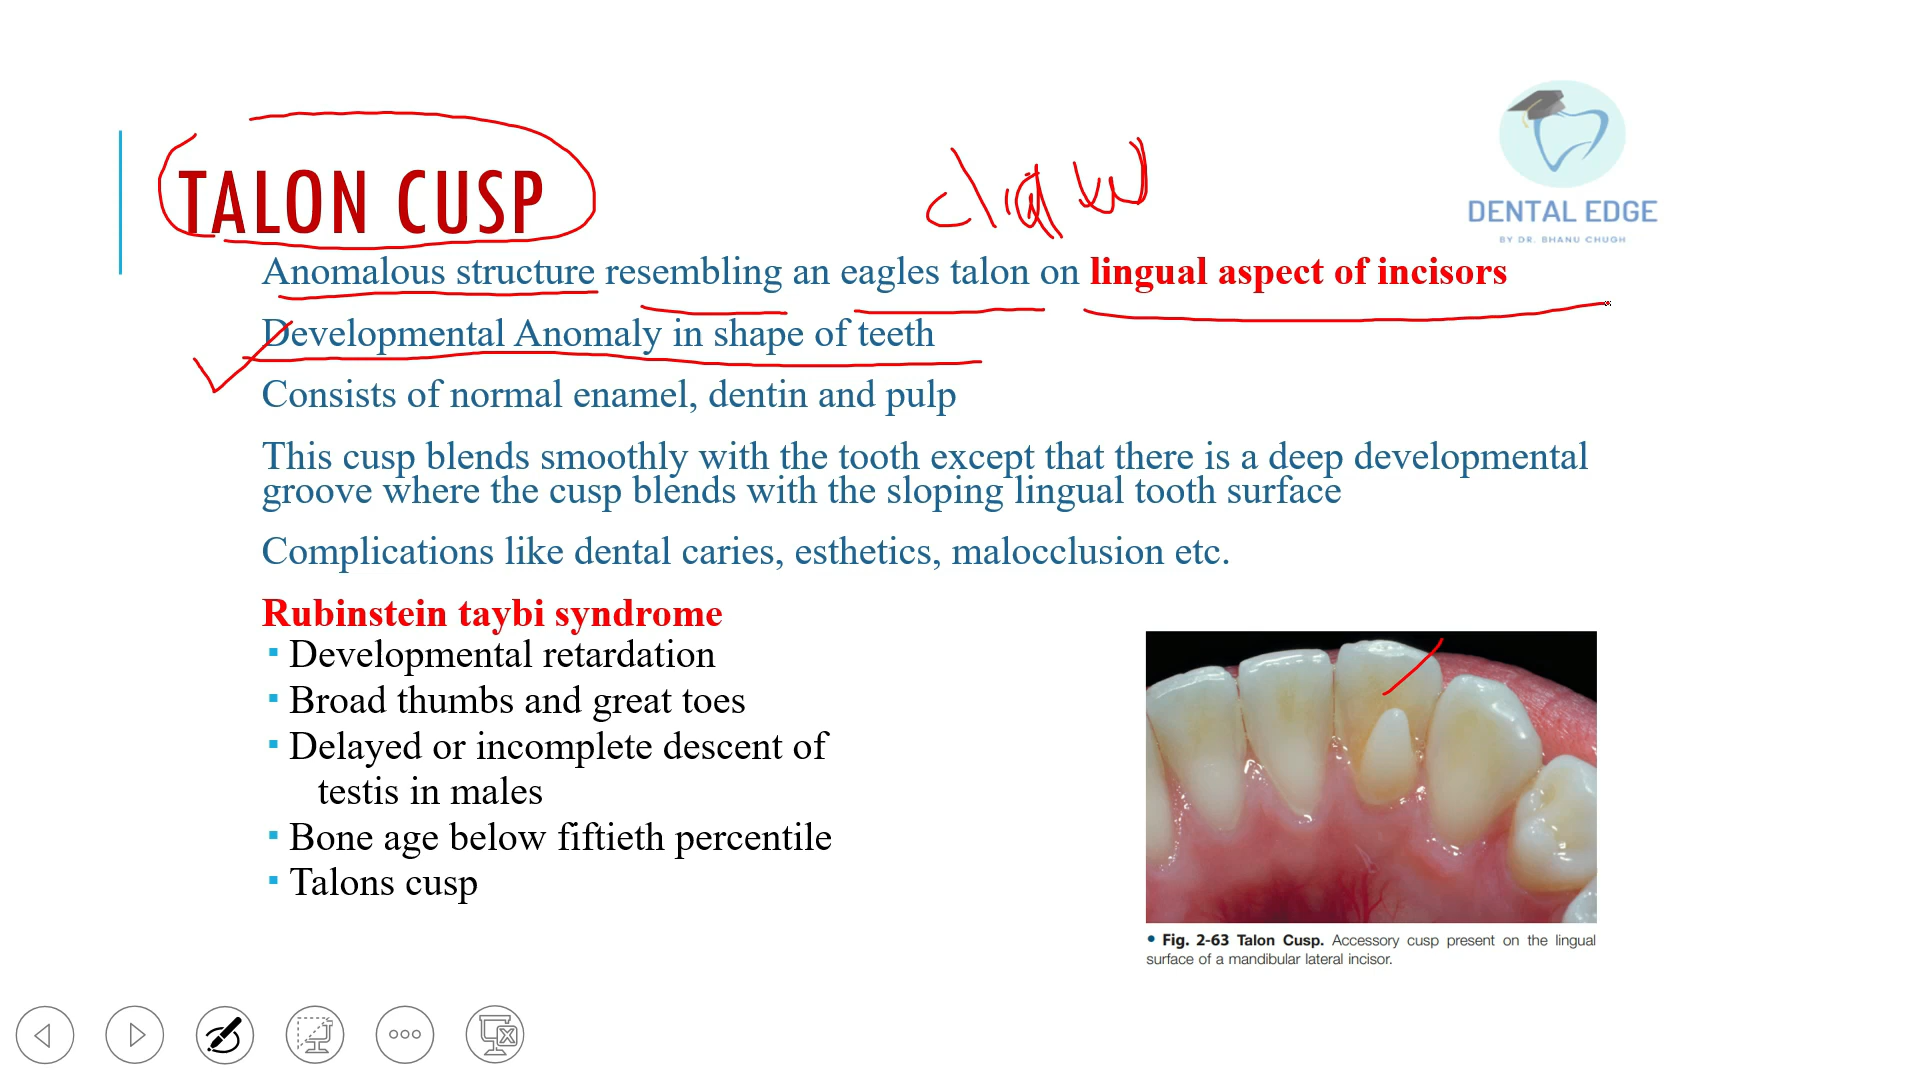 DENTAL EDGE
BY DR. BHANU CHUGH
TALON CUSP
claw
Anomalous structure resembling an eagles talon on lingual aspect of incisors
Developmental Anomaly in shape of teeth
Consists of normal enamel, dentin and pulp
This cusp blends smoothly with the tooth except that there is a deep developmental
groove where the cusp blends with the sloping lingual tooth surface
Complications like dental caries, esthetics, malocclusion etc.
Rubinstein taybi syndrome
▪ Developmental retardation
▪ Broad thumbs and great toes
▪ Delayed or incomplete descent of
testis in males
▪ Bone age below fiftieth percentile
▪ Talons cusp
• Fig. 2-63 Talon Cusp. Accessory cusp present on the lingual
surface of a mandibular lateral incisor.